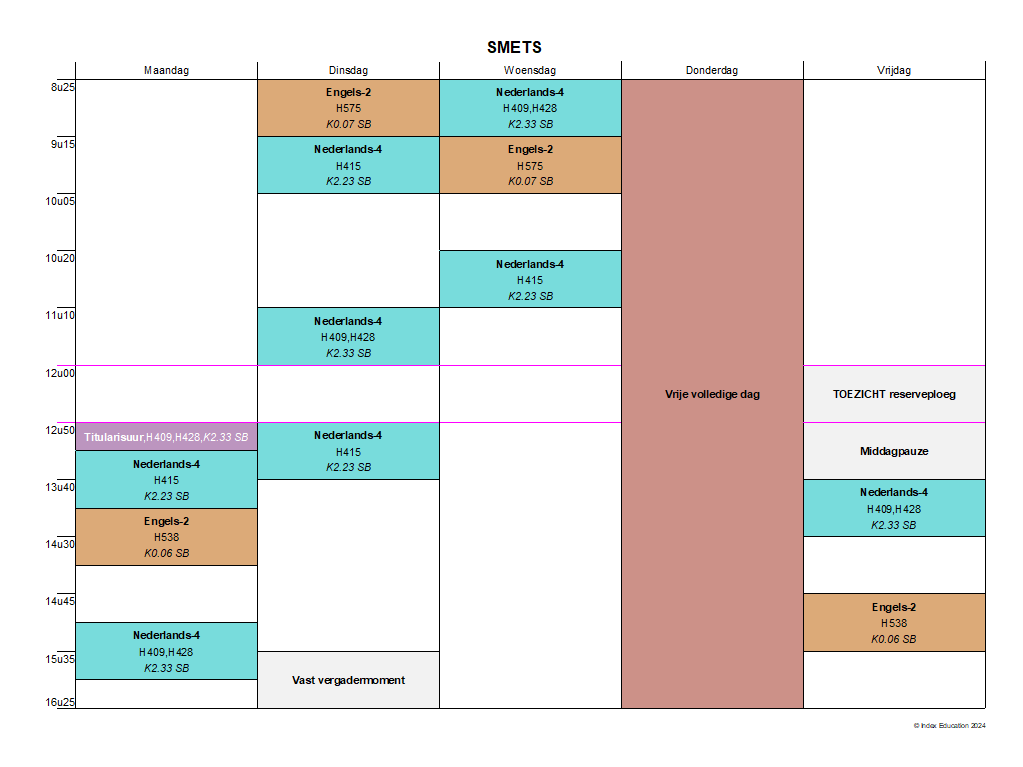 SMETS
Maandag
Dinsdag
Woensdag
Donderdag
Vrijdag
8u25
9u15
10u05
10u20
11u10
12u00
12u50
13u40
14u30
14u45
15u35
16u25
Titularisuur,H409,H428,K2.33 SB
Nederlands-4
H415
K2.23 SB
Engels-2
H538
K0.06 SB
Nederlands-4
H409,H428
K2.33 SB
Engels-2
H575
K0.07 SB
Nederlands-4
H415
K2.23 SB
Nederlands-4
H409,H428
K2.33 SB
Nederlands-4
H415
K2.23 SB
Vast vergadermoment
Nederlands-4
H409,H428
K2.33 SB
Engels-2
H575
K0.07 SB
Nederlands-4
H415
K2.23 SB
Vrije volledige dag
TOEZICHT reserveploeg
Middagpauze
Nederlands-4
H409,H428
K2.33 SB
Engels-2
H538
K0.06 SB
© Index Education 2024